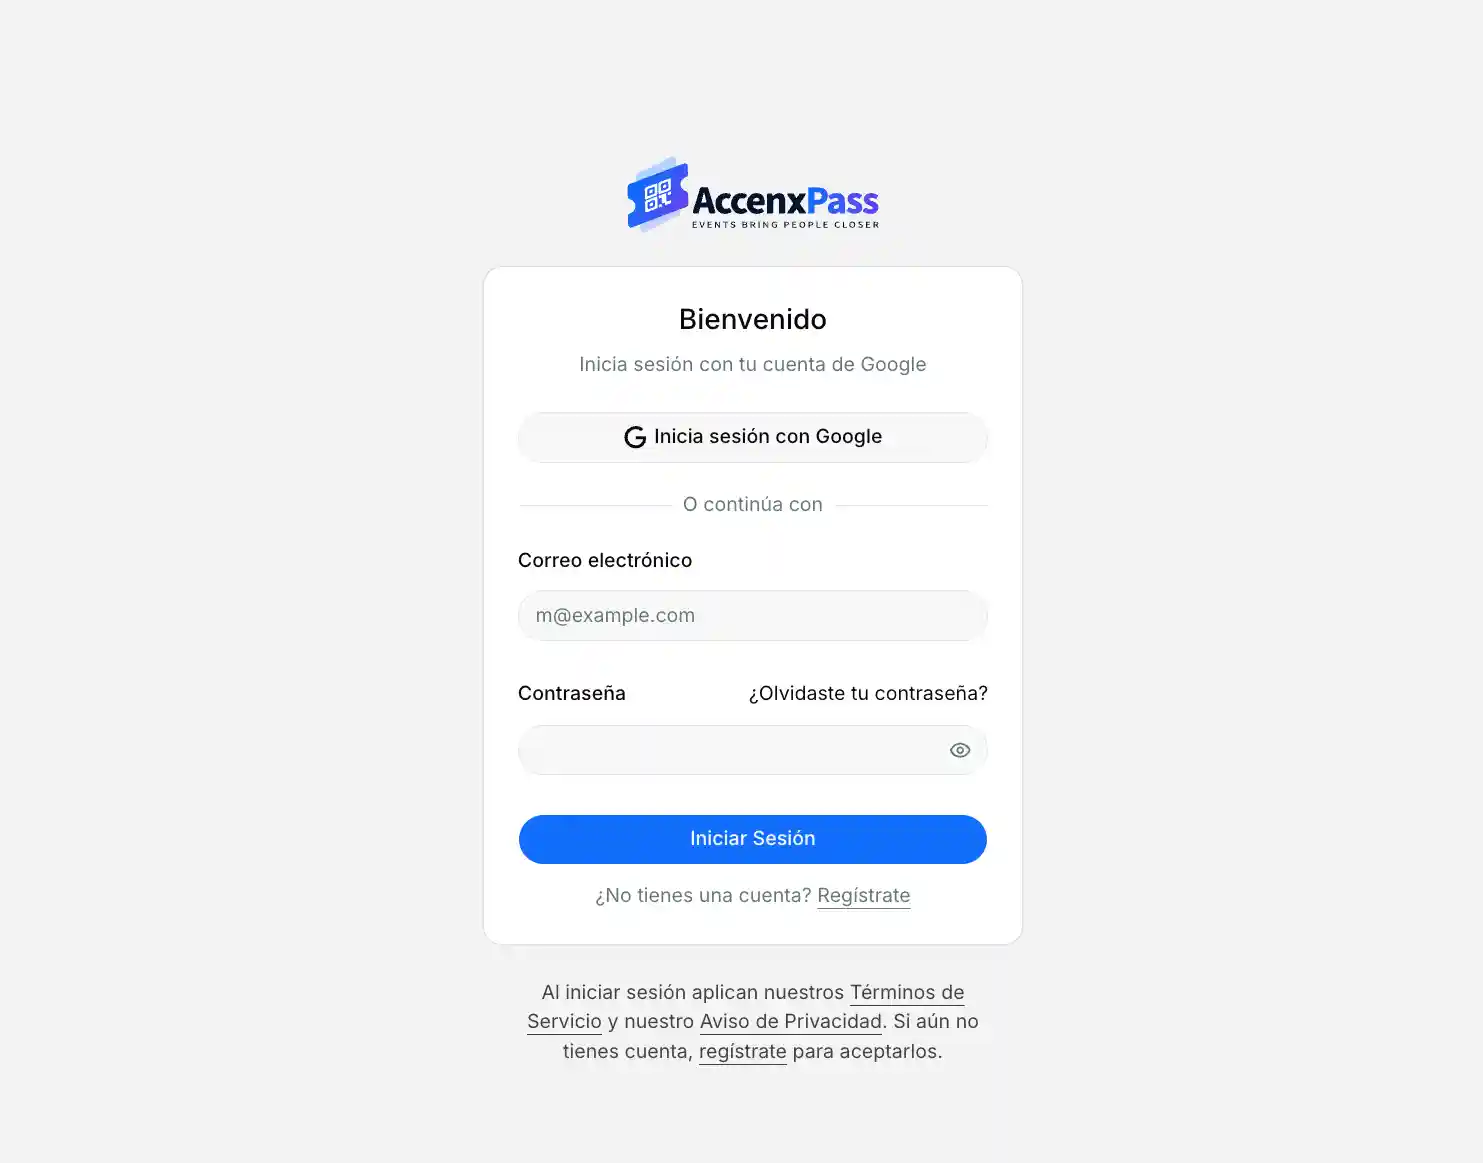 AccenxPass
EVENTS BRING PEOPLE CLOSER
Bienvenido
Inicia sesión con tu cuenta de Google
Inicia sesión con Google
O continúa con
Correo electrónico
m@example.com
Contraseña
¿Olvidaste tu contraseña?
Iniciar Sesión
¿No tienes una cuenta? Regístrate
Al iniciar sesión aplican nuestros Términos de
Servicio y nuestro Aviso de Privacidad. Si aún no
tienes cuenta, regístrate para aceptarlos.